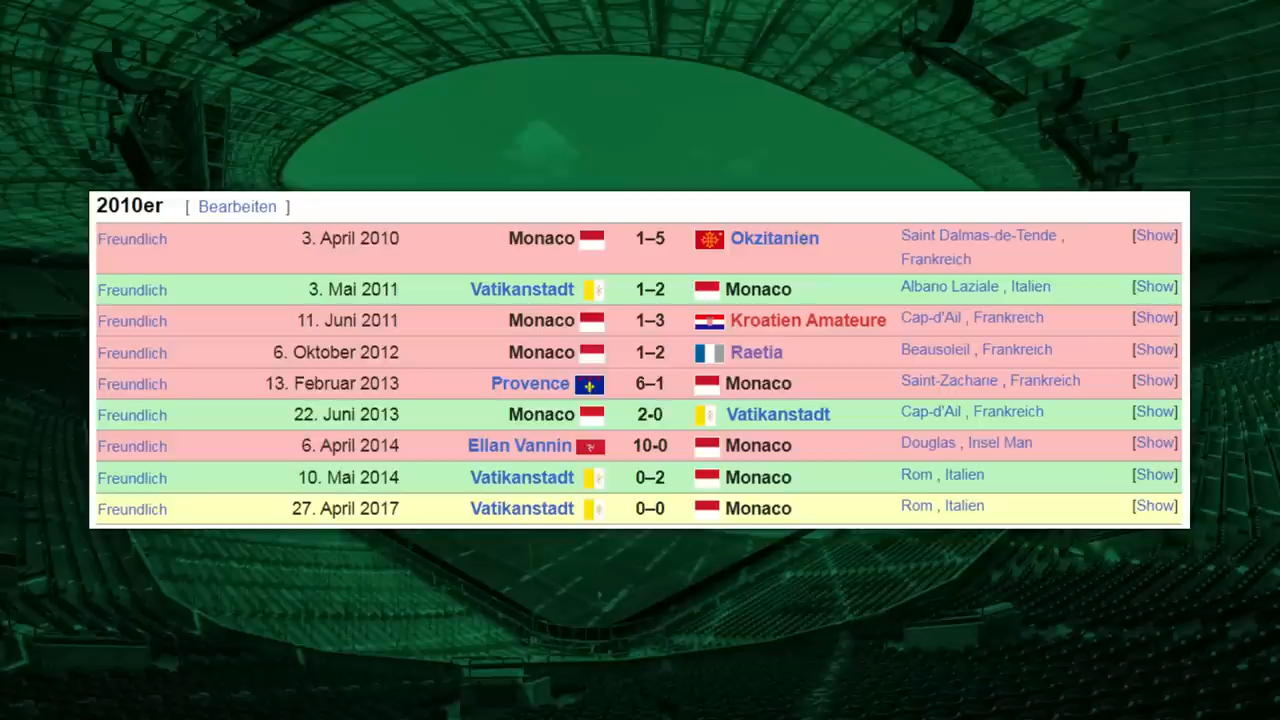 2010er [ Bearbeiten ]
Freundlich 3. April 2010 Monaco 1–5 Okzitanien Saint Dalmas-de-Tende , [Show]
Frankreich
Freundlich 3. Mai 2011 Vatikanstadt 1–2 Monaco Albano Laziale , Italien [Show]
Freundlich 11. Juni 2011 Monaco 1–3 Kroatien Amateure Cap-d'Ail , Frankreich [Show]
Freundlich 6. Oktober 2012 Monaco 1–2 Raetia Beausoleil , Frankreich [Show]
Freundlich 13. Februar 2013 Provence 6–1 Monaco Saint-Zacharie , Frankreich [Show]
Freundlich 22. Juni 2013 Monaco 2-0 Vatikanstadt Cap-d'Ail , Frankreich [Show]
Freundlich 6. April 2014 Ellan Vannin 10-0 Monaco Douglas , Insel Man [Show]
Freundlich 10. Mai 2014 Vatikanstadt 0–2 Monaco Rom , Italien [Show]
Freundlich 27. April 2017 Vatikanstadt 0–0 Monaco Rom , Italien [Show]